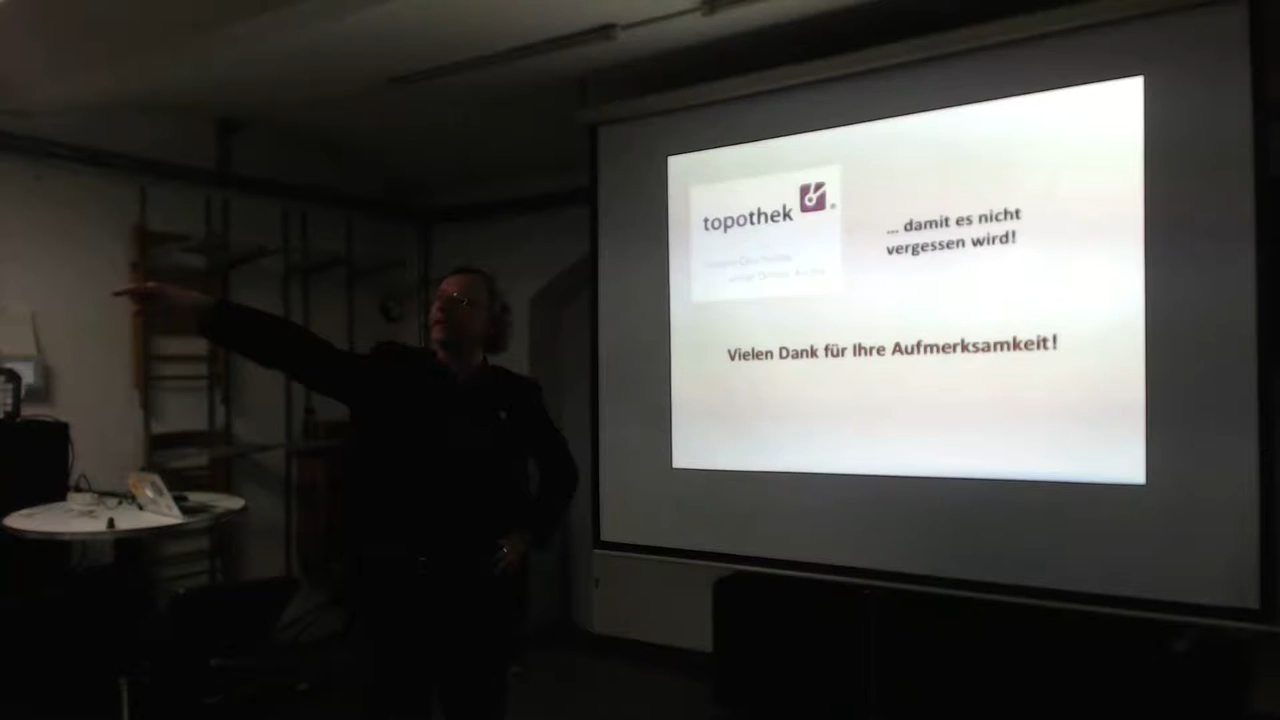 topothek ®
... damit es nicht
vergessen wird!
Vielen Dank für Ihre Aufmerksamkeit!